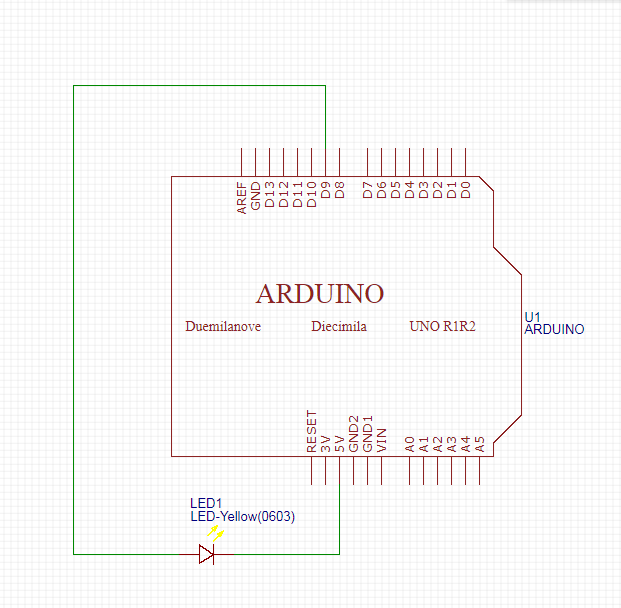 AREF
GND
D13
D12
D11
D10
D9
D8
D7
D6
D5
D4
D3
D2
D1
D0
ARDUINO
Duemilanove Diecimila UNO R1R2
U1
ARDUINO
RESET
3V
5V
GND2
GND1
VIN
A0
A1
A2
A3
A4
A5
LED1
LED-Yellow(0603)